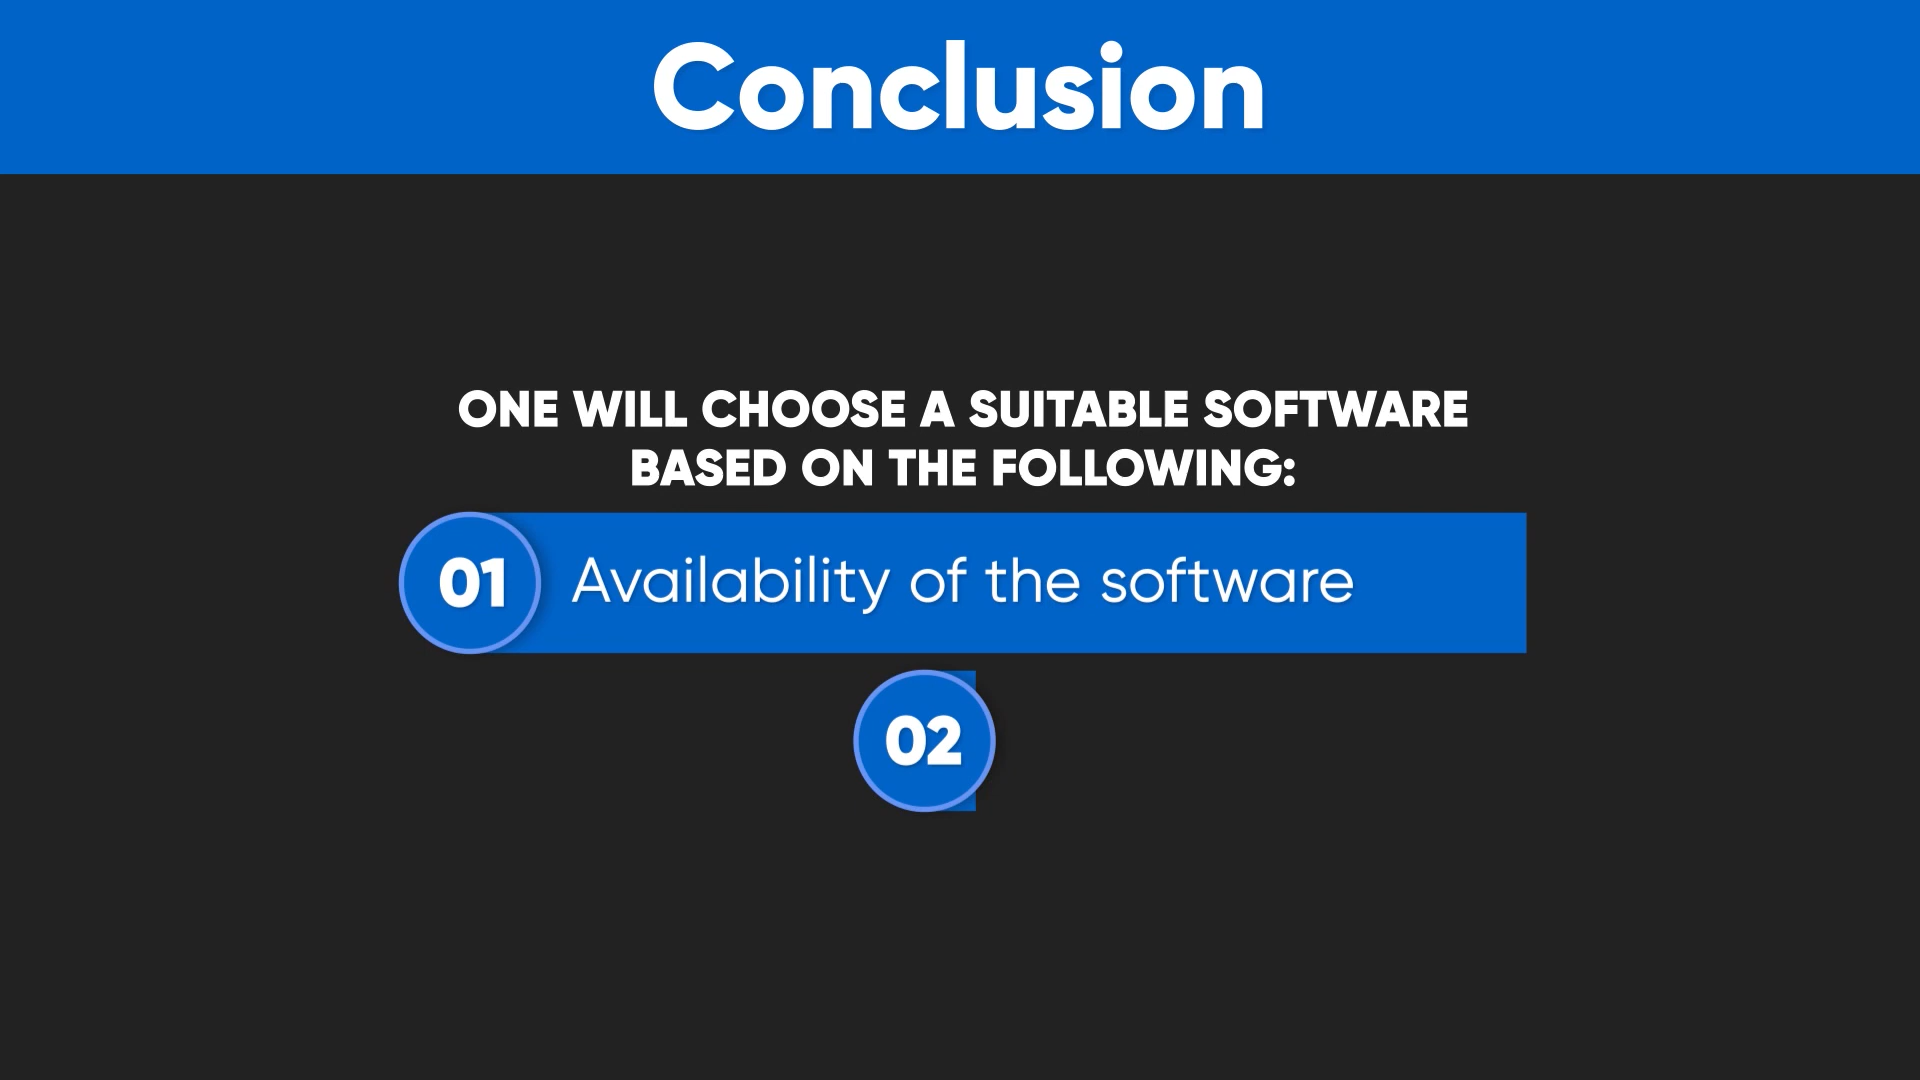 Conclusion
ONE WILL CHOOSE A SUITABLE SOFTWARE
BASED ON THE FOLLOWING:
01 Availability of the software
02